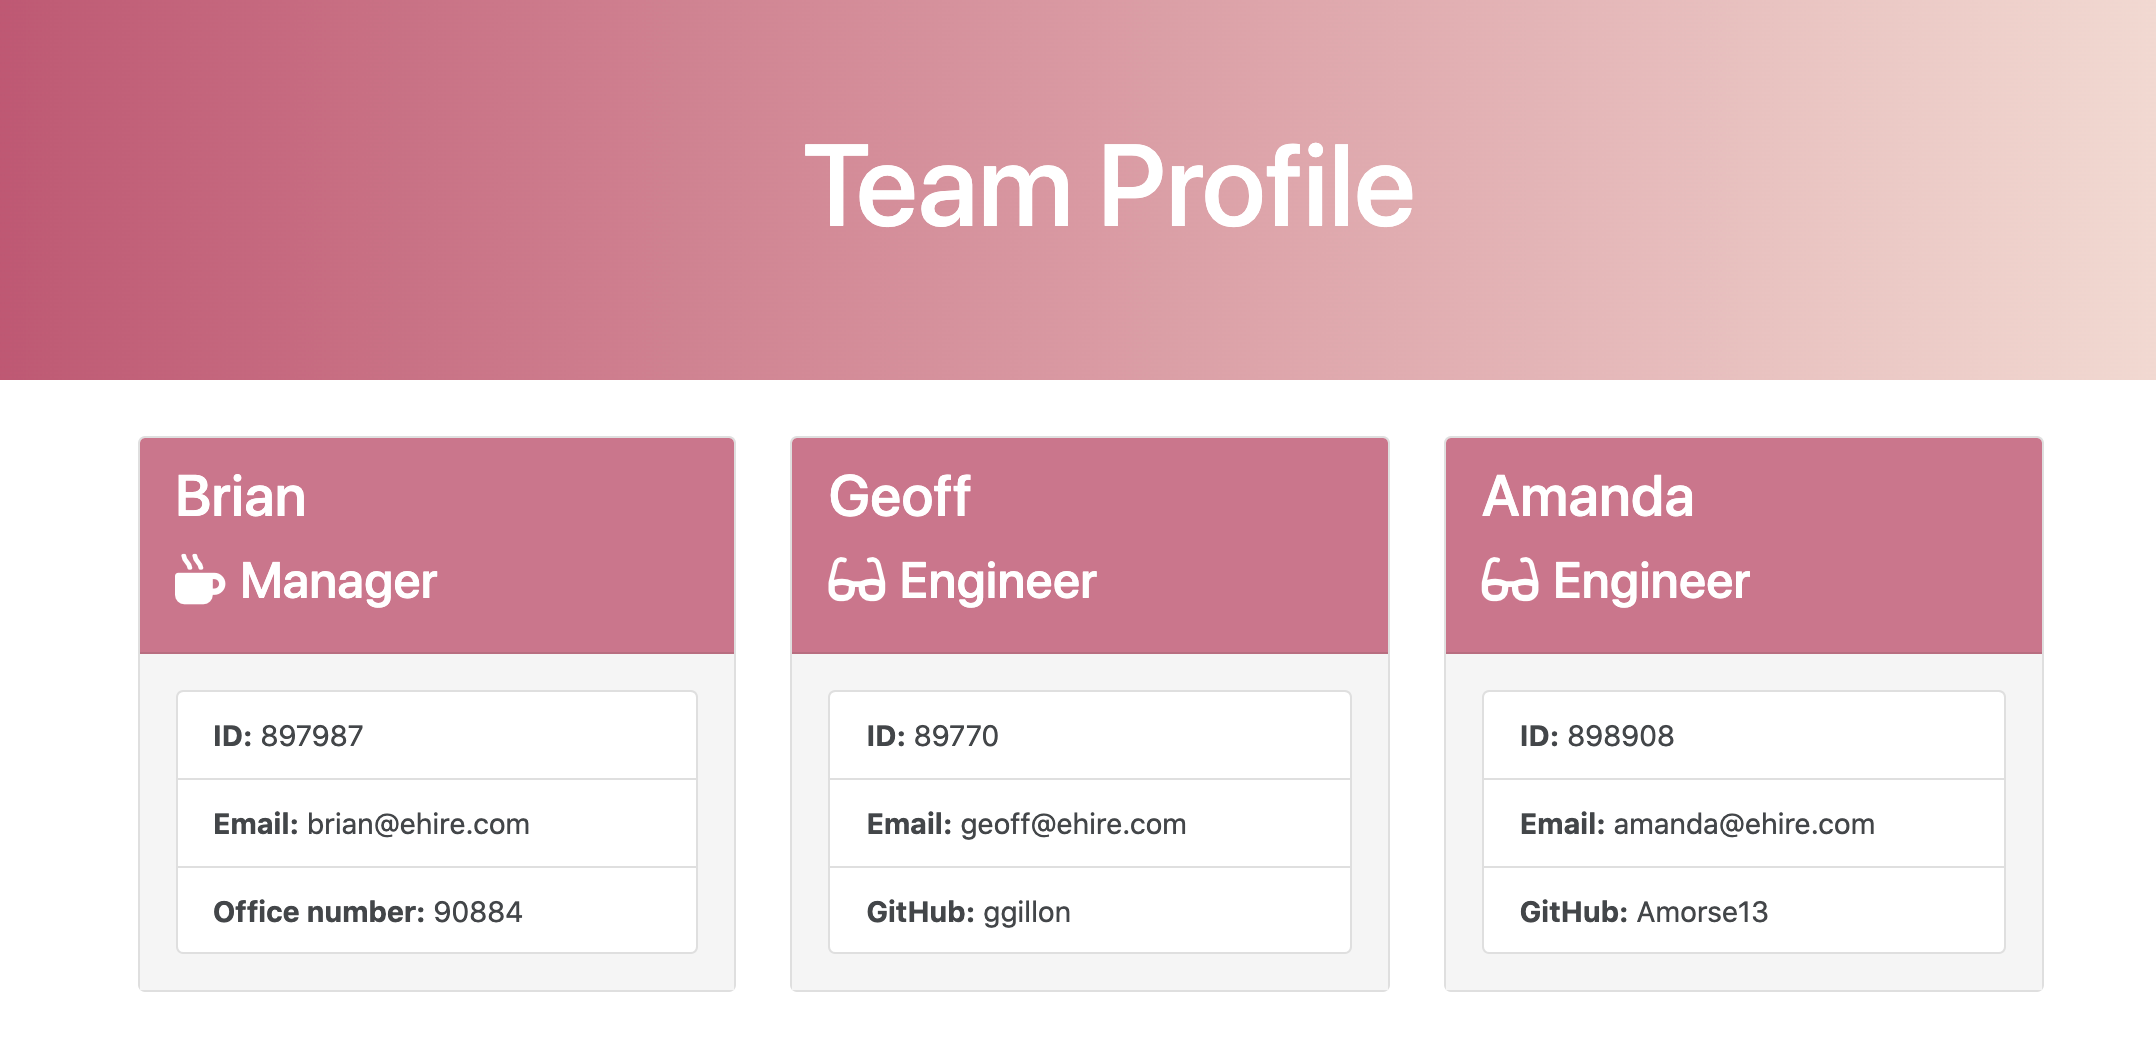 Team Profile
Brian
Manager
ID: 897987
Email: brian@ehire.com
Office number: 90884
Geoff
Engineer
ID: 89770
Email: geoff@ehire.com
GitHub: ggillon
Amanda
Engineer
ID: 898908
Email: amanda@ehire.com
GitHub: Amorse13